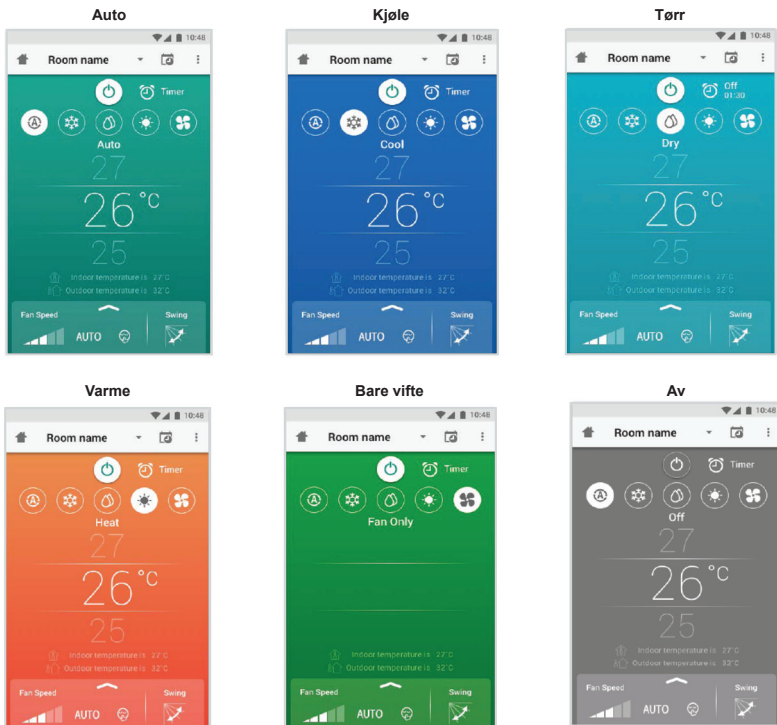 Auto
10:48
Room name
Timer
Auto
27
26°C
25
Indoor temperature is 27°C
Outdoor temperature is 32°C
Fan Speed Swing
AUTO
Kjøle
10:48
Room name
Timer
Cool
27
26°C
25
Indoor temperature is 27°C
Outdoor temperature is 32°C
Fan Speed Swing
AUTO
Tørr
10:48
Room name
Off
01:30
Dry
27
26°C
25
Indoor temperature is 27°C
Outdoor temperature is 32°C
Fan Speed Swing
AUTO
Varme
10:48
Room name
Timer
Heat
27
26°C
25
Indoor temperature is 27°C
Outdoor temperature is 32°C
Fan Speed Swing
AUTO
Bare vifte
10:48
Room name
Timer
Fan Only
Indoor temperature is 27°C
Outdoor temperature is 32°C
Fan Speed Swing
AUTO
Av
10:48
Room name
Timer
Off
27
26°C
25
Indoor temperature is 27°C
Outdoor temperature is 32°C
Fan Speed Swing
AUTO